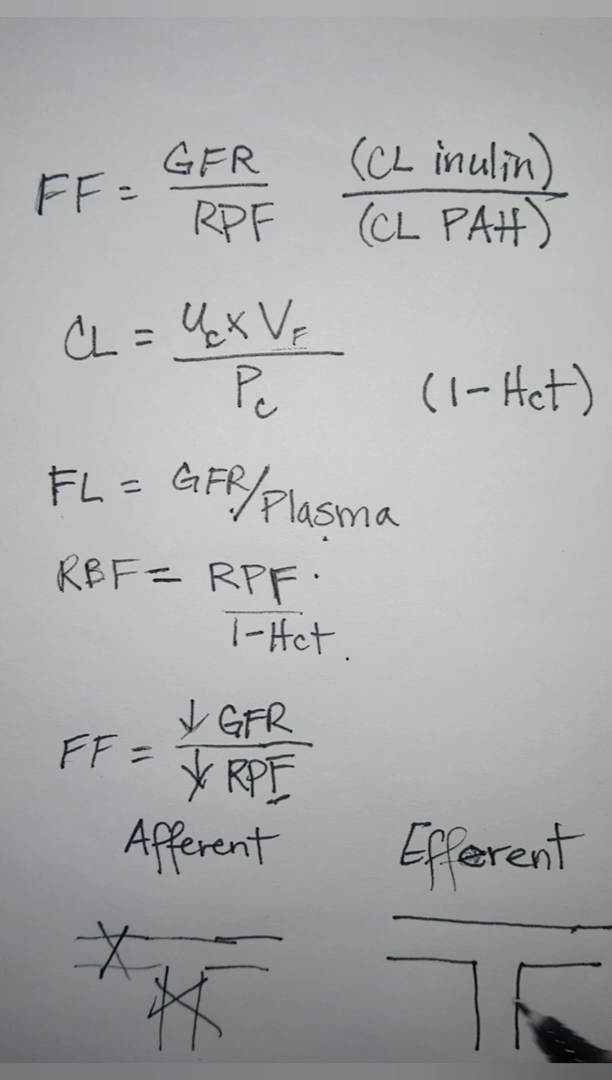 FF = GFR / RPF (CL inulin) / (CL PAH)
CL = Uc x VF / Pc (1 - Hct)
FL = GFR/Plasma
RBF = RPF / 1 - Hct
FF = ↓ GFR / ↓ RPF
Afferent Efferent